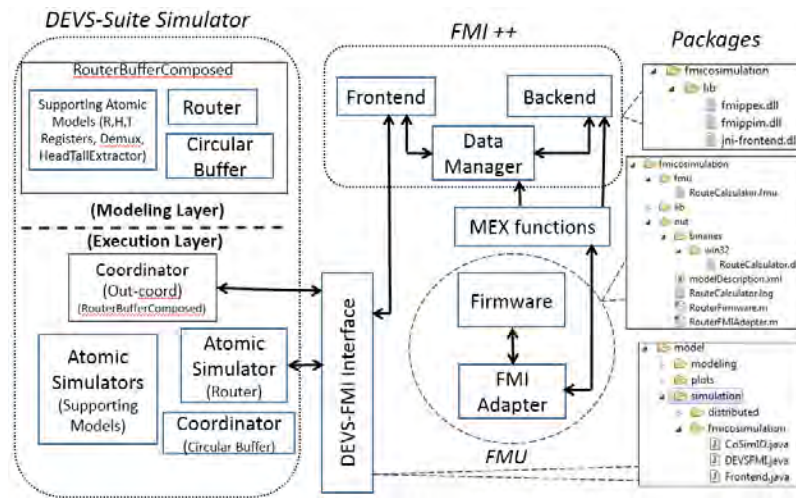 DEVS-Suite Simulator
RouterBufferComposed
Supporting Atomic
Models (R,H,T
Registers, Demux,
HeadTailExtractor)
Router
Circular
Buffer
(Modeling Layer)
(Execution Layer)
Coordinator
(Out-coord)
(RouterBufferComposed)
Atomic
Simulators
(Supporting
Models)
Atomic
Simulator
(Router)
Coordinator
(Circular Buffer)
DEVS-FMI Interface
FMI ++
Frontend
Backend
Data
Manager
MEX functions
Firmware
FMI
Adapter
FMU
Packages
fmicosimulation
lib
fmippex.dll
fmippim.dll
jni-frontend.dl
fmicosimulation
fmu
RouteCalculator.fmu
lib
out
binaries
win32
RouteCalculator.d
modelDescription.xml
RouteCalculator.log
RouterFirmware.m
RouterFMIAdapter.m
model
modeling
plots
simulation
distributed
fmicosimulation
CoSimIO.java
DEVSFMI.java
Frontend.java